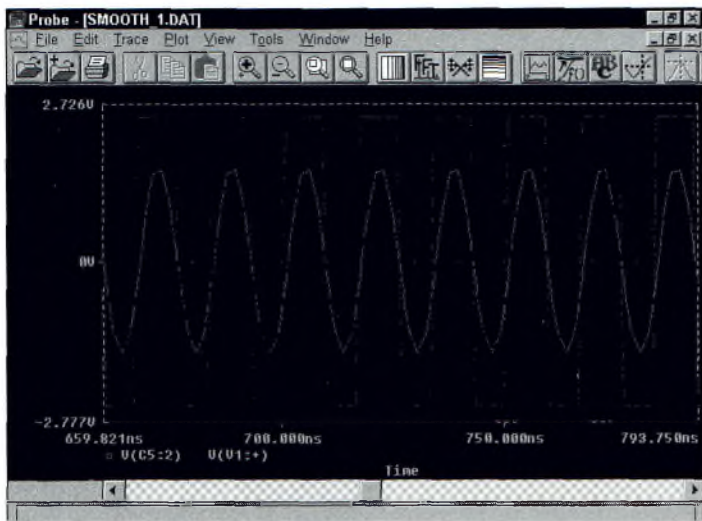 Probe - [SMOOTH_1.DAT]
File Edit Trace Plot View Tools Window Help
FFT
2.726V
0V
-2.777V
659.821ns 700.000ns 750.000ns 793.750ns
V(C5:2) V(V1:+)
Time